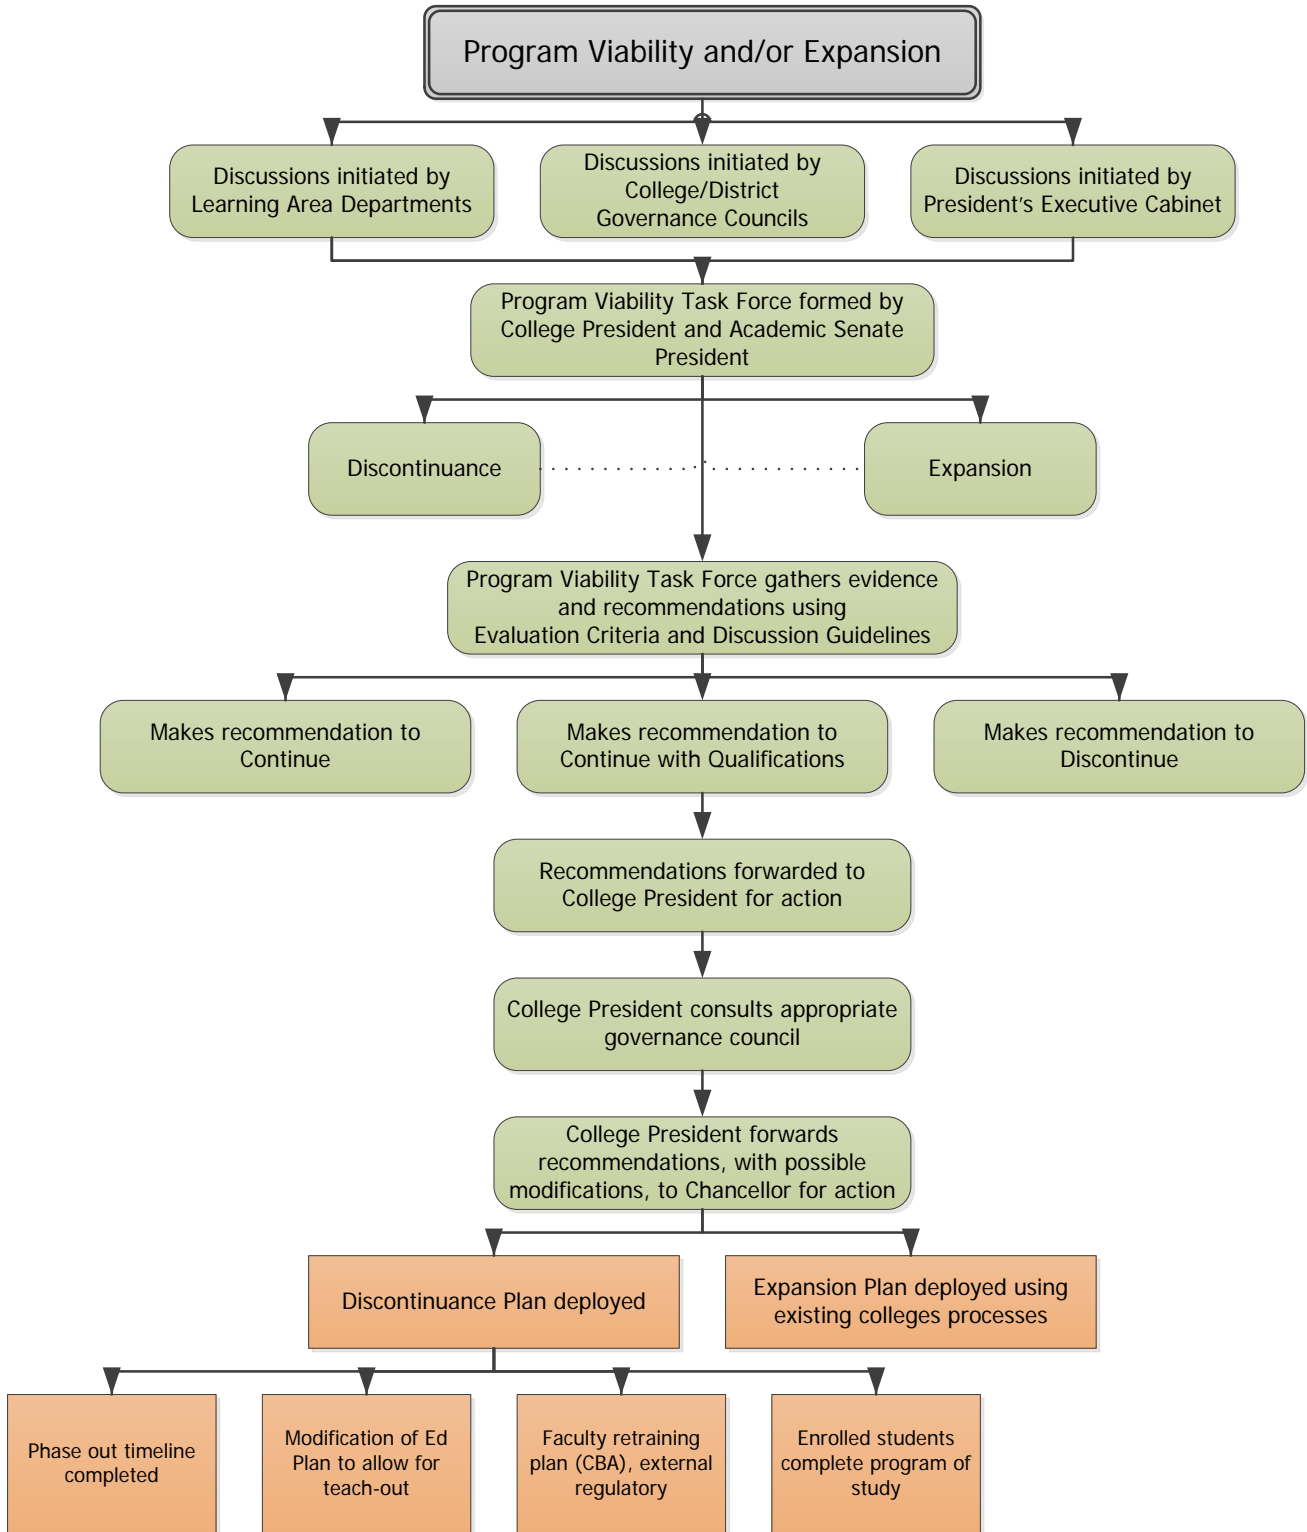 Program Viability and/or Expansion
Discussions initiated by
Learning Area Departments
Discussions initiated by
College/District
Governance Councils
Discussions initiated by
President's Executive Cabinet
Program Viability Task Force formed by
College President and Academic Senate
President
Discontinuance
Expansion
Program Viability Task Force gathers evidence
and recommendations using
Evaluation Criteria and Discussion Guidelines
Makes recommendation to
Continue
Makes recommendation to
Continue with Qualifications
Makes recommendation to
Discontinue
Recommendations forwarded to
College President for action
College President consults appropriate
governance council
College President forwards
recommendations, with possible
modifications, to Chancellor for action
Discontinuance Plan deployed
Expansion Plan deployed using
existing colleges processes
Phase out timeline
completed
Modification of Ed
Plan to allow for
teach-out
Faculty retraining
plan (CBA), external
regulatory
Enrolled students
complete program of
study